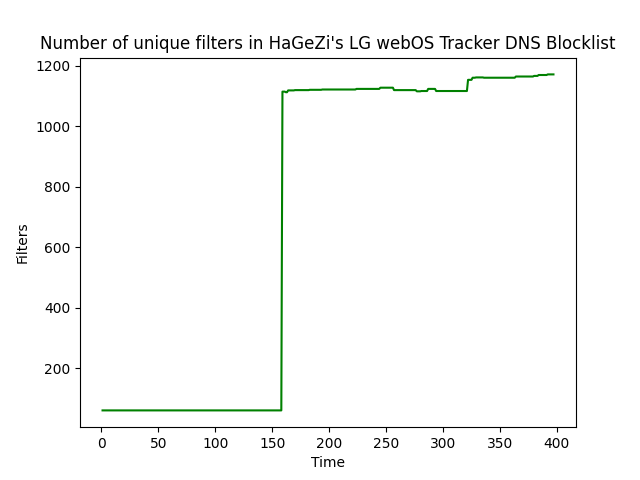 Number of unique filters in HaGeZi's LG webOS Tracker DNS Blocklist
1200
1000
800
600
400
200
Filters
0 50 100 150 200 250 300 350 400
Time